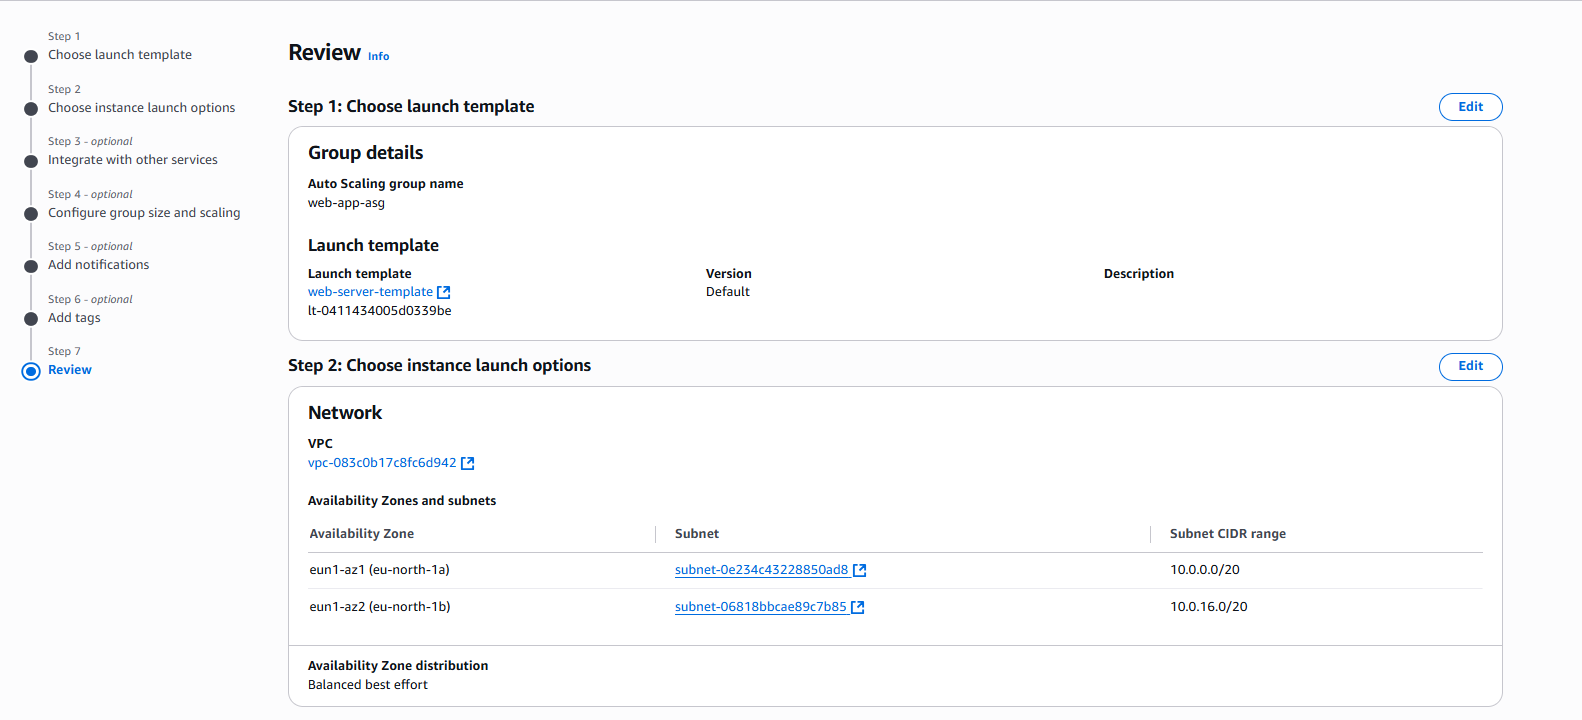 Step 1
Choose launch template
Step 2
Choose instance launch options
Step 3 - optional
Integrate with other services
Step 4 - optional
Configure group size and scaling
Step 5 - optional
Add notifications
Step 6 - optional
Add tags
Step 7
Review
Review Info
Step 1: Choose launch template
Edit
Group details
Auto Scaling group name
web-app-asg
Launch template
Launch template Version Description
web-server-template Default
lt-0411434005d0339be
Step 2: Choose instance launch options
Edit
Network
VPC
vpc-083c0b17c8fc6d942
Availability Zones and subnets
Availability Zone Subnet Subnet CIDR range
eun1-az1 (eu-north-1a) subnet-0e234c43228850ad8 10.0.0.0/20
eun1-az2 (eu-north-1b) subnet-06818bbcae89c7b85 10.0.16.0/20
Availability Zone distribution
Balanced best effort